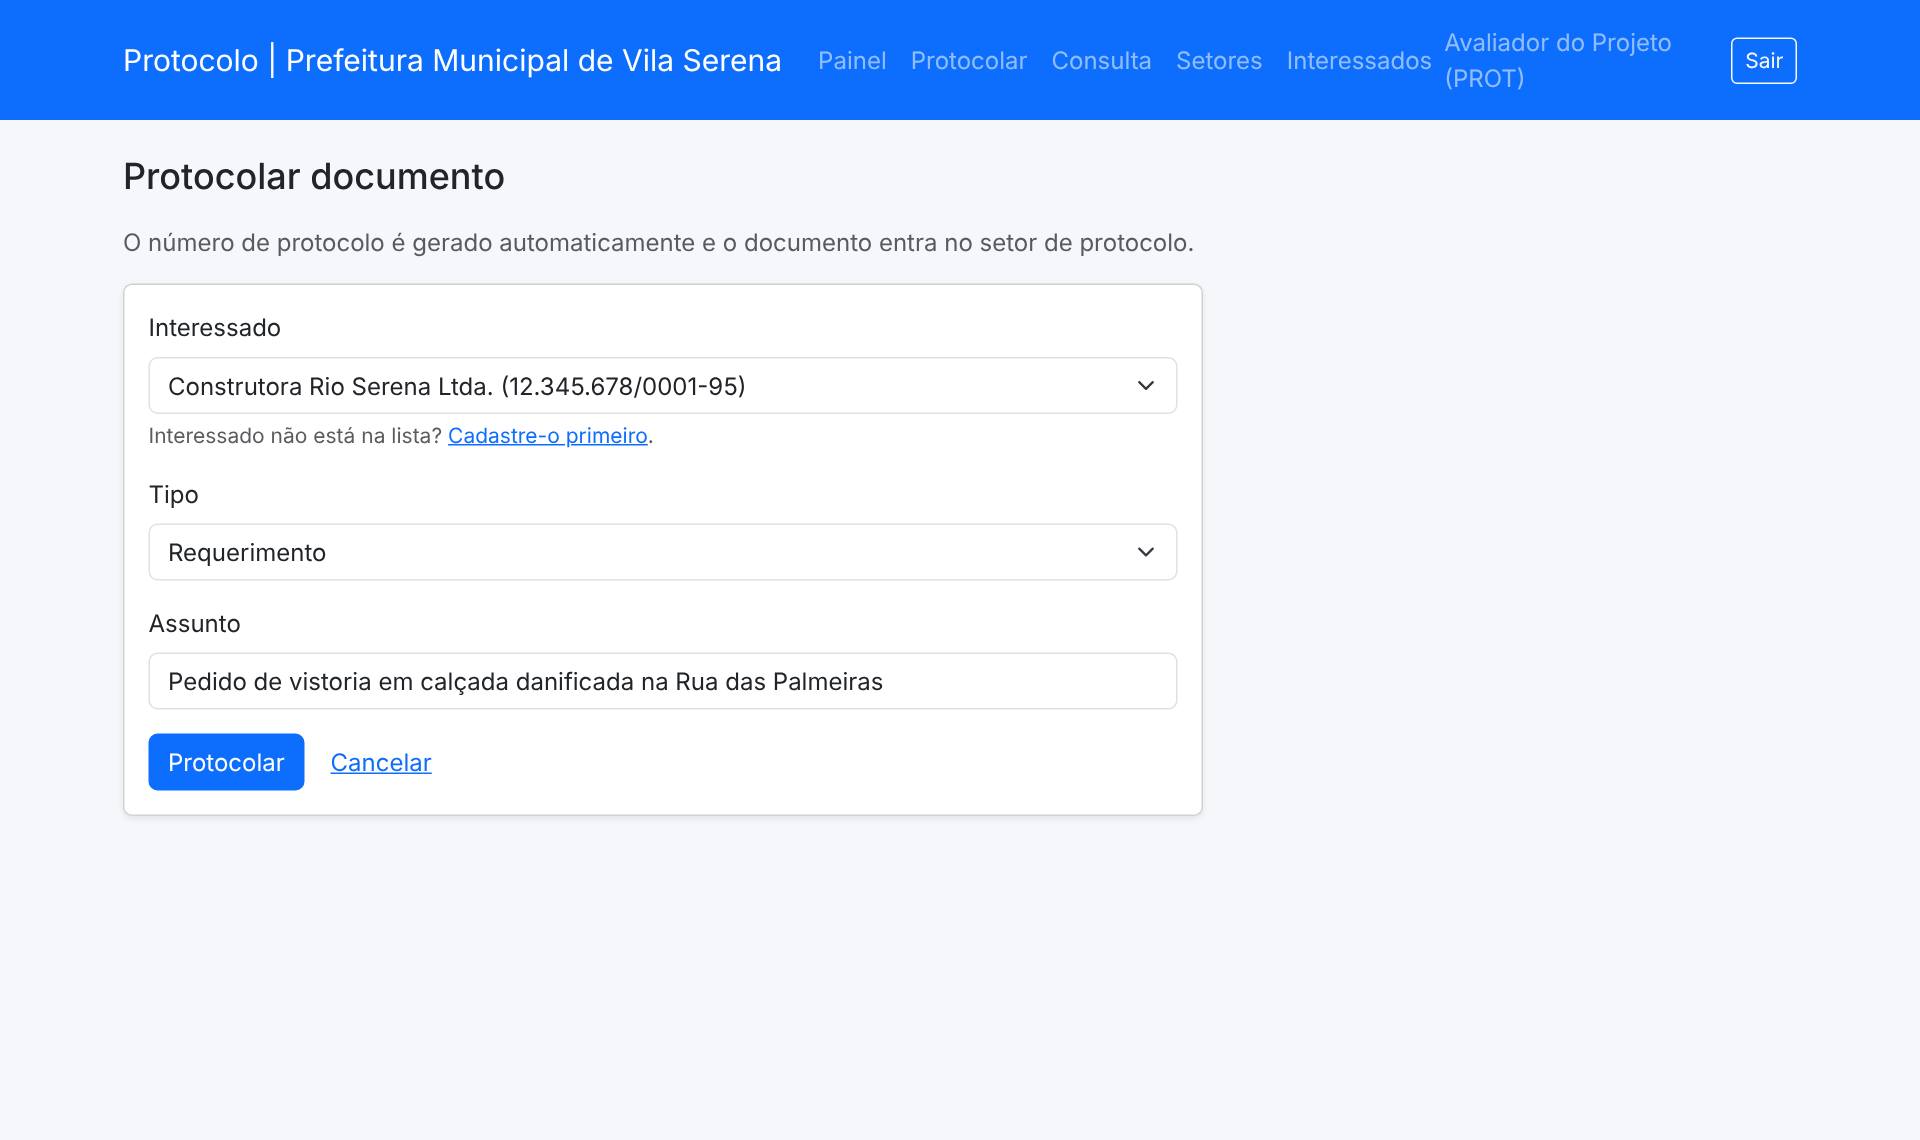 Protocolo | Prefeitura Municipal de Vila Serena
Painel
Protocolar
Consulta
Setores
Interessados
Avaliador do Projeto
(PROT)
Sair
Protocolar documento
O número de protocolo é gerado automaticamente e o documento entra no setor de protocolo.
Interessado
Construtora Rio Serena Ltda. (12.345.678/0001-95)
Interessado não está na lista? Cadastre-o primeiro.
Tipo
Requerimento
Assunto
Pedido de vistoria em calçada danificada na Rua das Palmeiras
Protocolar
Cancelar